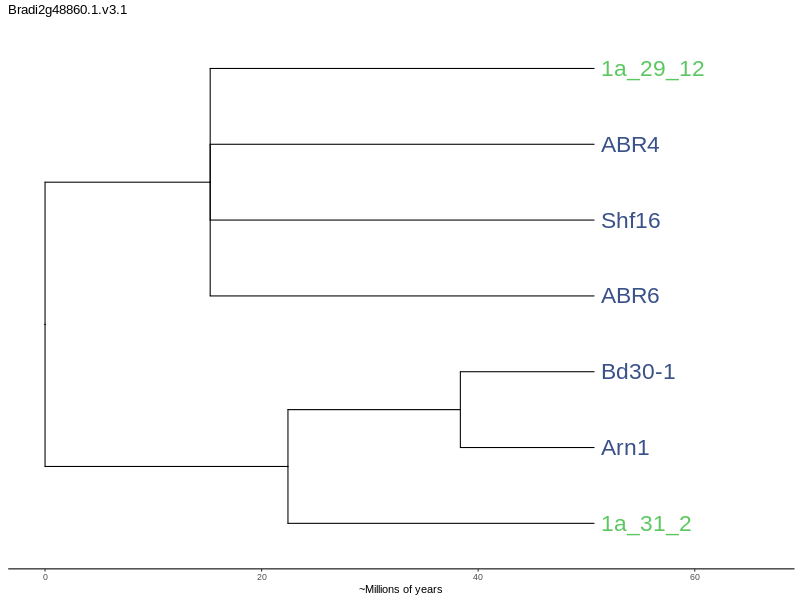 Bradi2g48860.1.v3.1
1a_29_12
ABR4
Shf16
ABR6
Bd30-1
Arn1
1a_31_2
0 20 40 60
~Millions of years